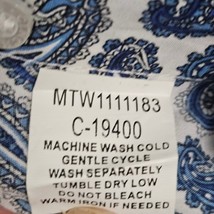 MTW1111183
C-19400
MACHINE WASH COLD
GENTLE CYCLE
WASH SEPARATELY
TUMBLE DRY LOW
DO NOT BLEACH
WARM IRON IF NEEDED